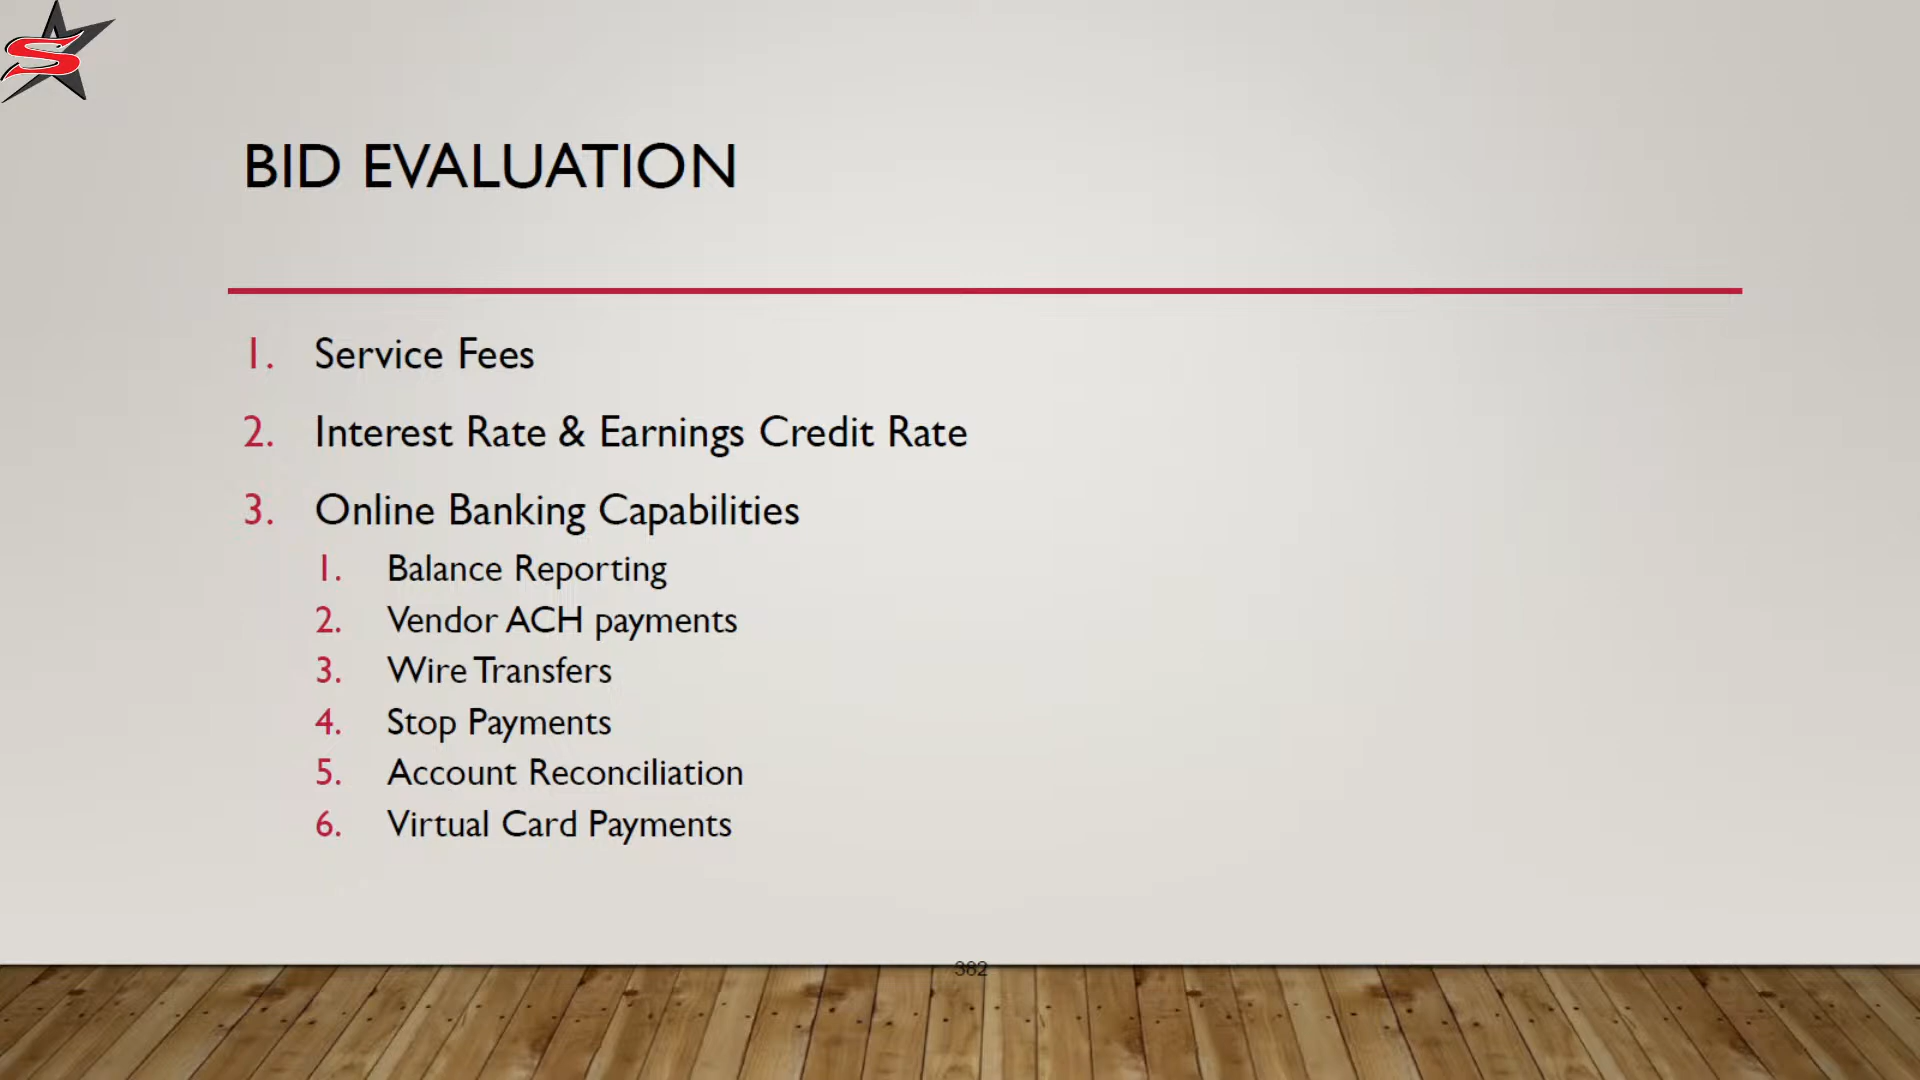 S
BID EVALUATION
1. Service Fees
2. Interest Rate & Earnings Credit Rate
3. Online Banking Capabilities
1. Balance Reporting
2. Vendor ACH payments
3. Wire Transfers
4. Stop Payments
5. Account Reconciliation
6. Virtual Card Payments
382